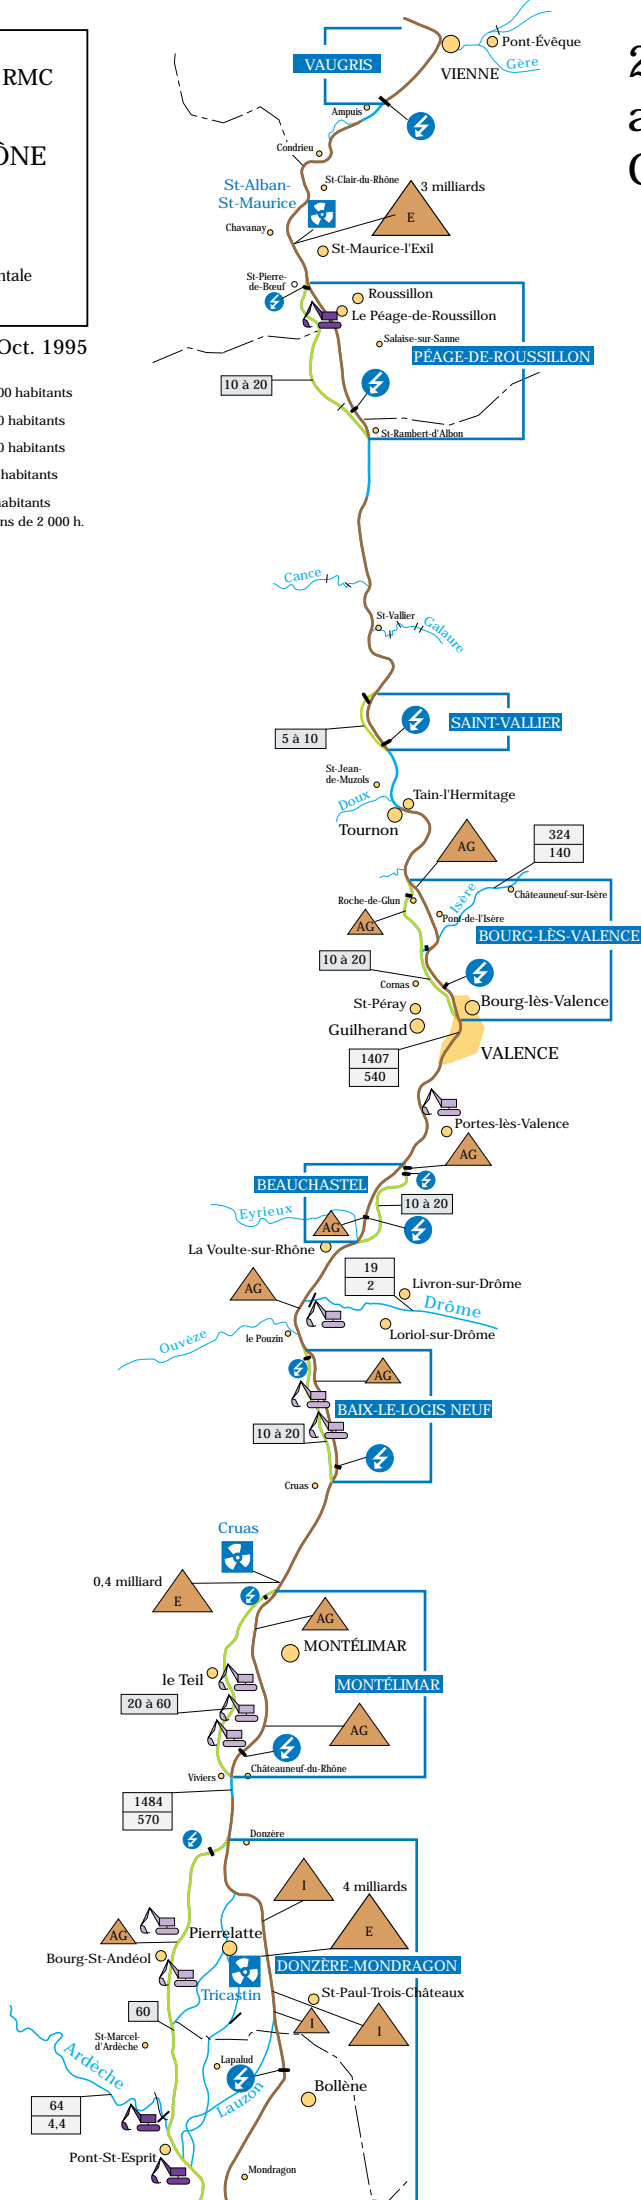 RMC
ÔNE
ntale
Oct. 1995
00 habitants
0 habitants
0 habitants
habitants
habitants
ns de 2 000 h.
2
a
VAUGRIS
VIENNE
Pont-Évêque
Gère
Ampuis
Condrieu
St-Alban-
St-Maurice
St-Clair-du-Rhône
3 milliards
E
Chavanay
St-Maurice-l'Exil
St-Pierre-
de-Bœuf
Roussillon
Le Péage-de-Roussillon
Salaise-sur-Sanne
PÉAGE-DE-ROUSSILLON
10 à 20
St-Rambert-d'Albon
Cance
St-Vallier
Galaure
SAINT-VALLIER
5 à 10
St-Jean-
de-Muzols
Doux
Tain-l'Hermitage
Tournon
AG
324
140
Isère
Châteauneuf-sur-Isère
Roche-de-Glun
AG
Pont-de-l'Isère
BOURG-LÈS-VALENCE
10 à 20
Cornas
St-Péray
Bourg-lès-Valence
Guilherand
VALENCE
1407
540
Portes-lès-Valence
AG
BEAUCHASTEL
10 à 20
Eyrieux
AG
La Voulte-sur-Rhône
19
2
AG
Livron-sur-Drôme
Drôme
Ouvèze
le Pouzin
Loriol-sur-Drôme
AG
BAIX-LE-LOGIS NEUF
10 à 20
Cruas
Cruas
0,4 milliard
E
AG
MONTÉLIMAR
le Teil
MONTÉLIMAR
20 à 60
AG
Viviers
Châteauneuf-du-Rhône
1484
570
Donzère
I
4 milliards
AG
Pierrelatte
E
Bourg-St-Andéol
DONZÈRE-MONDRAGON
Tricastin
St-Paul-Trois-Châteaux
60
I
I
St-Marcel-
d'Ardèche
Ardèche
Lapalud
Lauzon
Bollène
64
4,4
Pont-St-Esprit
Mondragon